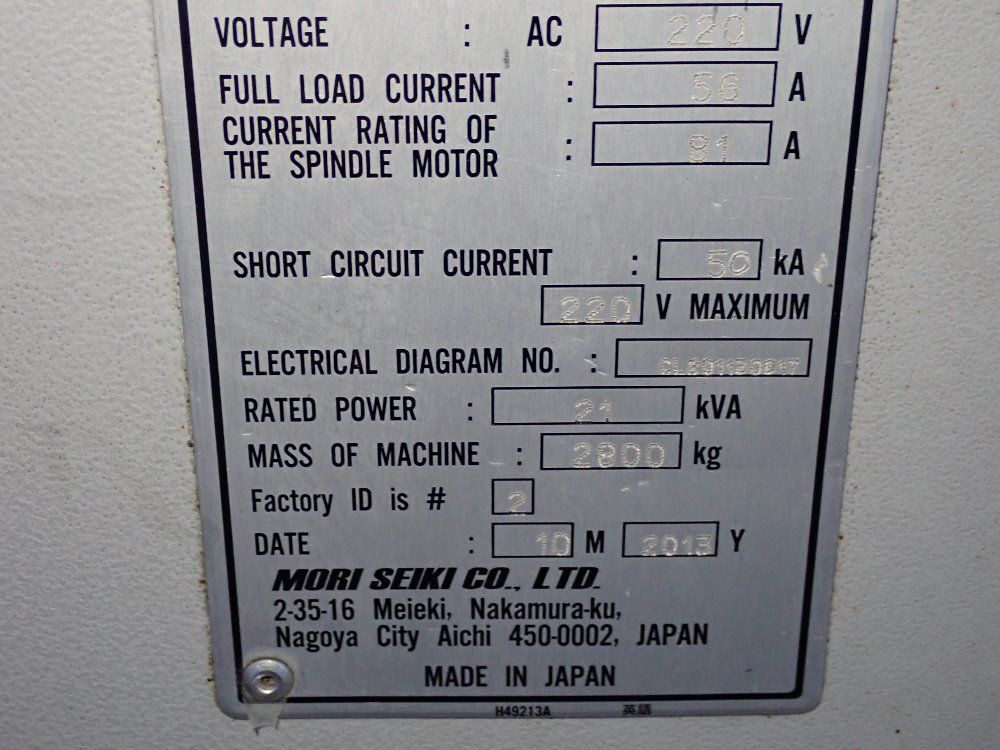 VOLTAGE : AC 220 V
FULL LOAD CURRENT : 56 A
CURRENT RATING OF
THE SPINDLE MOTOR : 81 A
SHORT CIRCUIT CURRENT : 50 kA
220 V MAXIMUM
ELECTRICAL DIAGRAM NO. :
RATED POWER : 21 kVA
MASS OF MACHINE : 2800 kg
Factory ID is # 2
DATE : 10 M 2013 Y
MORI SEIKI CO., LTD.
2-35-16 Meieki, Nakamura-ku,
Nagoya City Aichi 450-0002, JAPAN
MADE IN JAPAN
H49213A 英語